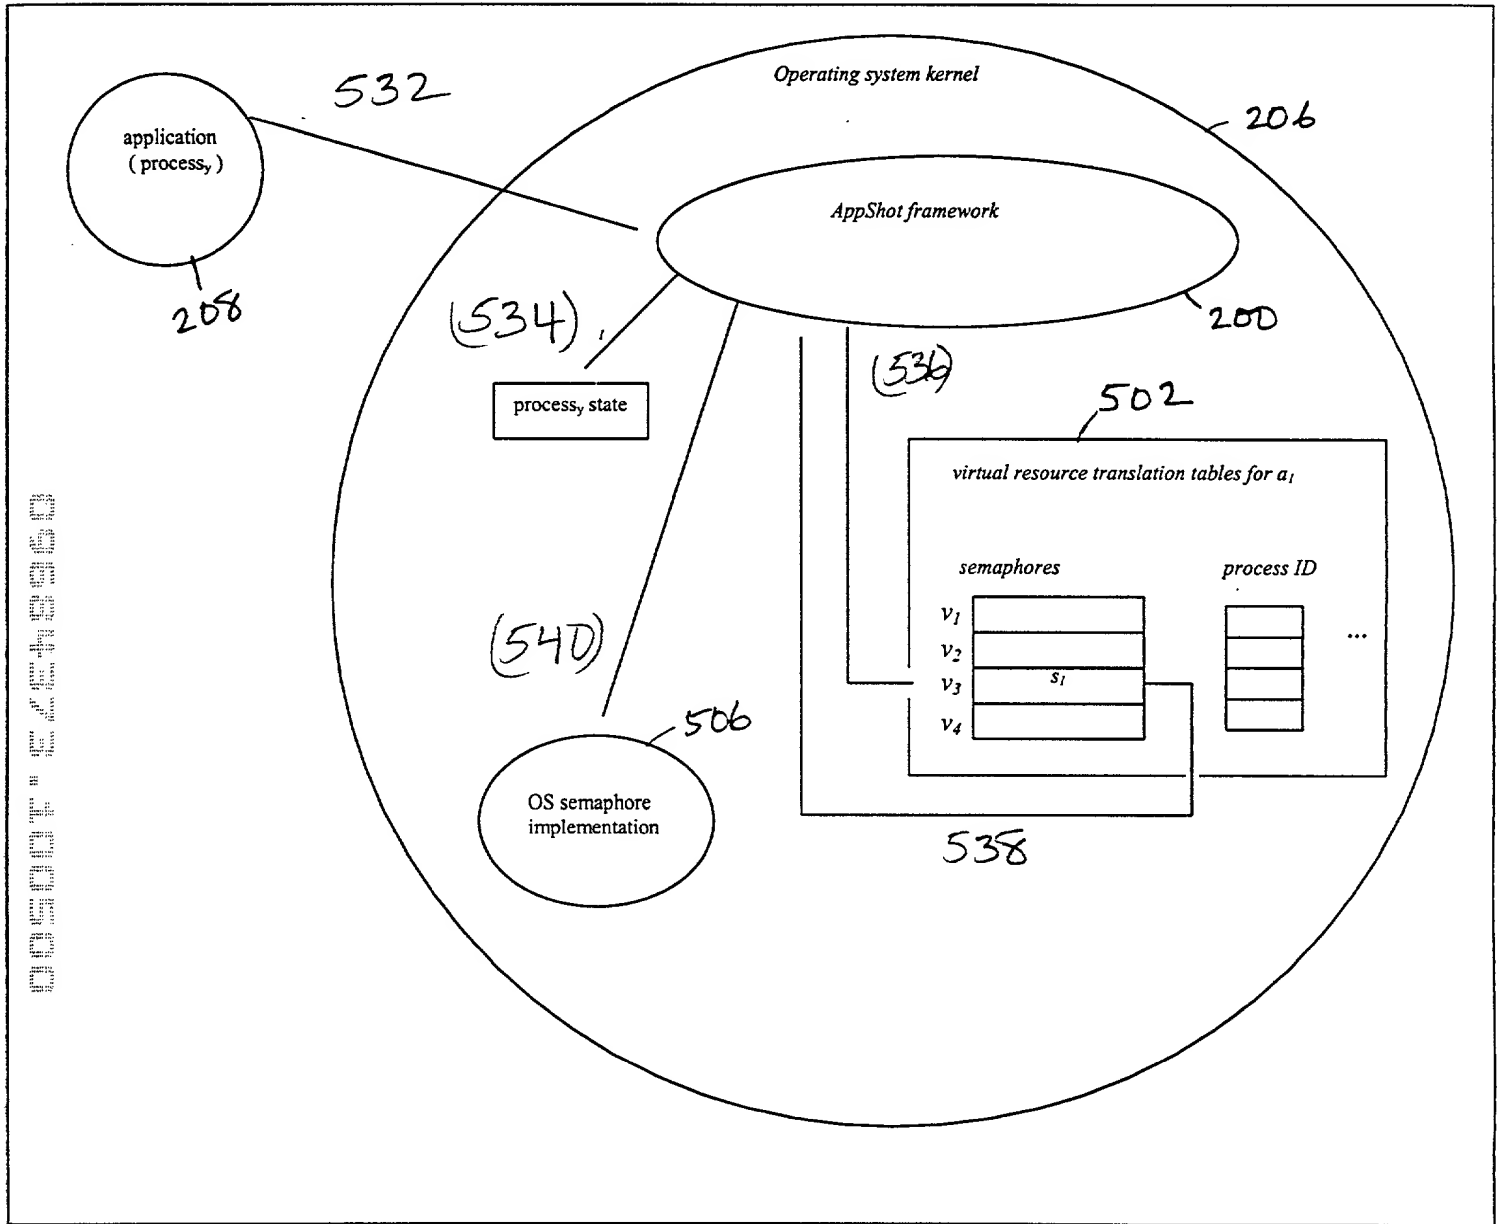 Operating system kernel
532
206
application
( processy )
AppShot framework
208
(534)
200
(536)
502
processy state
virtual resource translation tables for a1
semaphores
process ID
v1
v2
...
(540)
v3
s1
v4
506
OS semaphore
implementation
538